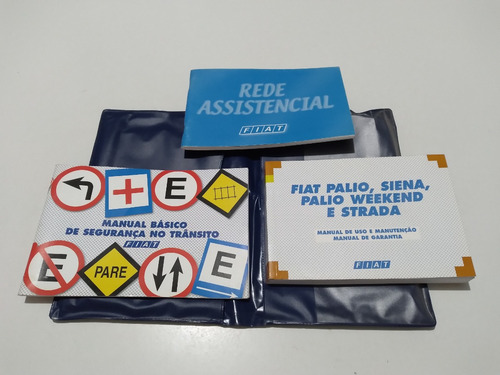 REDE
ASSISTENCIAL
FIAT
E
MANUAL BÁSICO
DE SEGURANÇA NO TRÂNSITO
FIAT
E
PARE
E
FIAT PALIO, SIENA,
PALIO WEEKEND
E STRADA
MANUAL DE USO E MANUTENÇÃO
MANUAL DE GARANTIA
FIAT